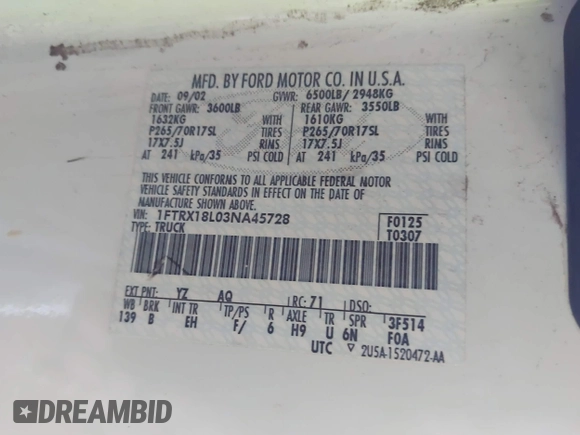 MFD. BY FORD MOTOR CO. IN U.S.A.
DATE: 09/02 GVWR: 6500LB/ 2948KG
FRONT GAWR: 3600LB REAR GAWR: 3550LB
1632KG WITH 1610KG WITH
P265/70R17SL TIRES P265/70R17SL TIRES
17X7.5J RIMS 17X7.5J RIMS
AT 241 kPa/35 PSI COLD AT 241 kPa/35 PSI COLD
THIS VEHICLE CONFORMS TO ALL APPLICABLE FEDERAL MOTOR
VEHICLE SAFETY STANDARDS IN EFFECT ON THE DATE OF
MANUFACTURE SHOWN ABOVE.
VIN: 1FTRX18L03NA45728 F0125
TYPE: TRUCK T0307
EXT PNT: YZ AQ RC: 71 DSO:
WB BRK INT TR TP/PS R AXLE TR SPR 3F514
139 B EH F/ 6 H9 U 6N F0A
UTC ▽ 2U5A-1520472-AA
DREAMBID